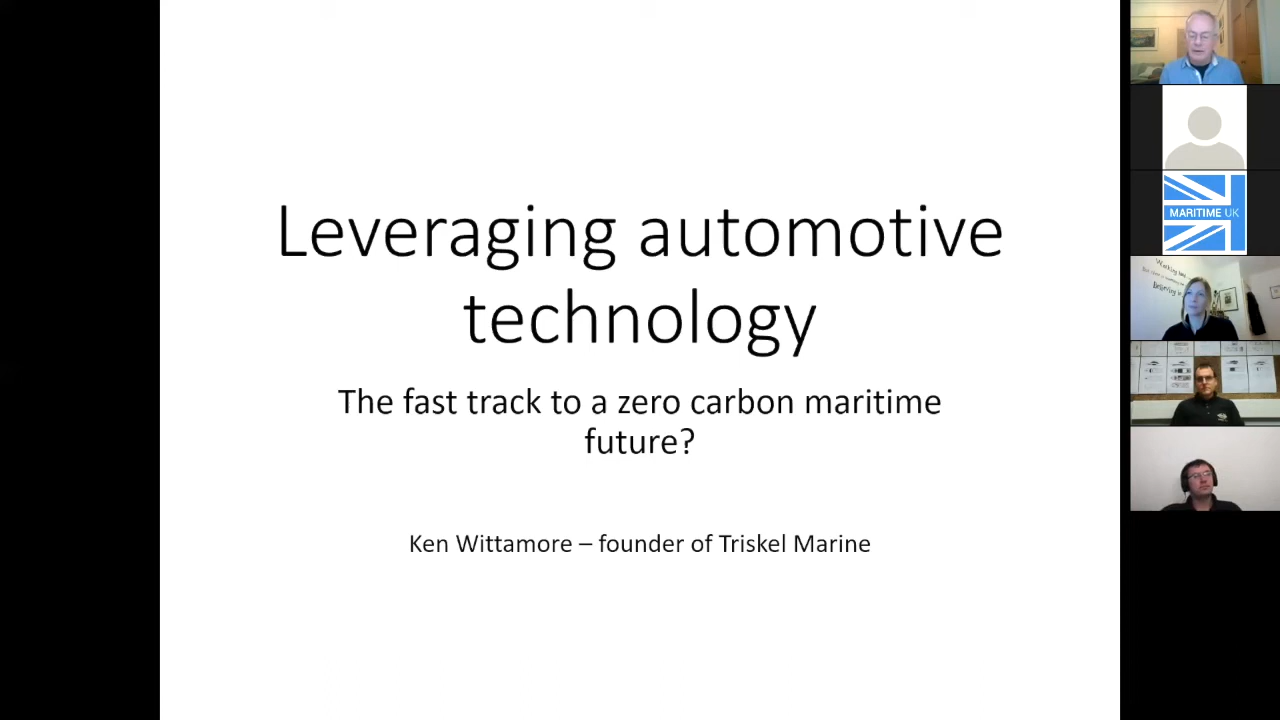 Leveraging automotive
technology
The fast track to a zero carbon maritime
future?
Ken Wittamore – founder of Triskel Marine
MARITIME UK